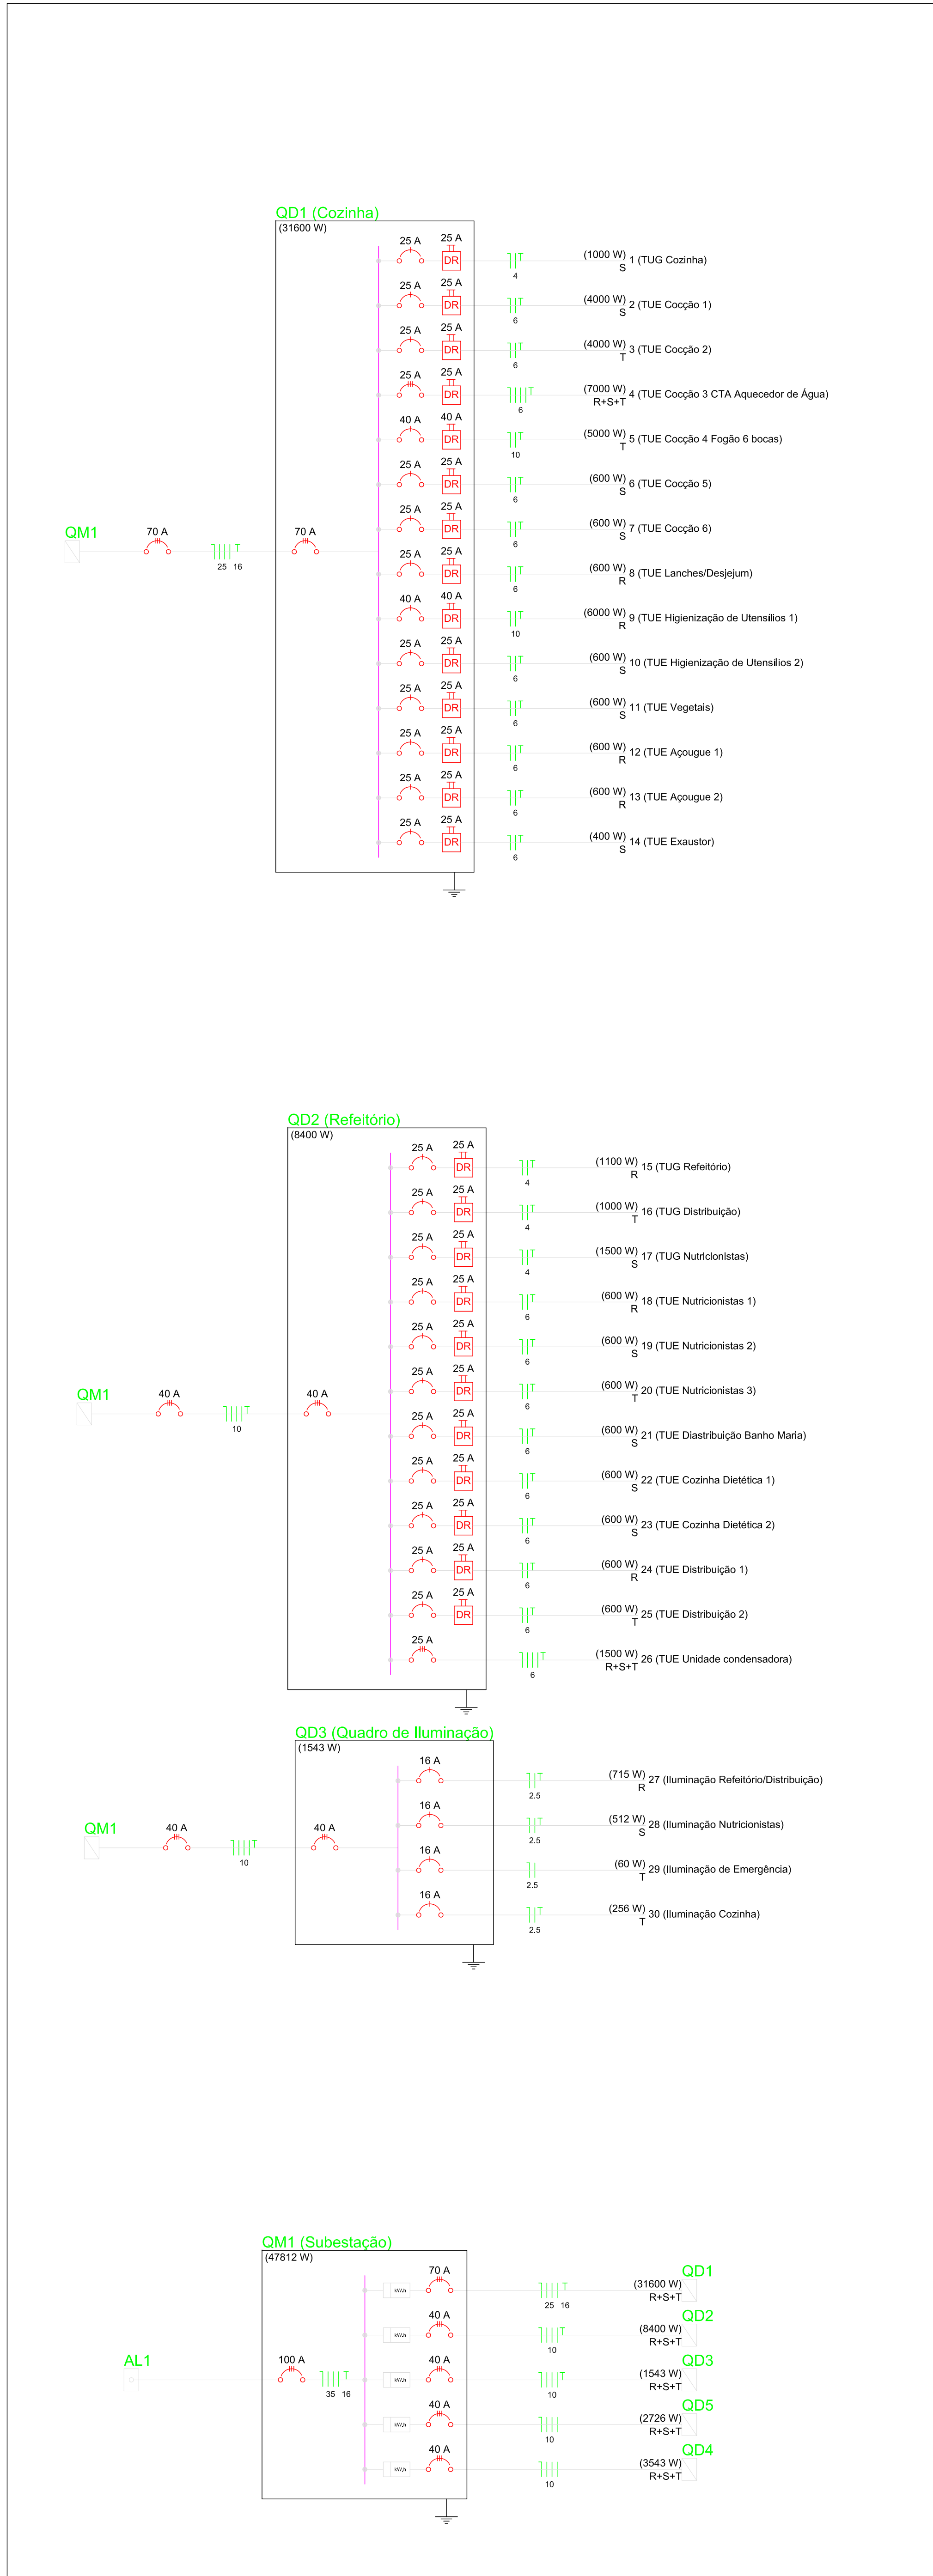 QD1 (Cozinha)
(31600 W)
25 A 25 A
DR
4
(1000 W) 1 (TUG Cozinha)
S
25 A 25 A
DR
6
(4000 W) 2 (TUE Cocção 1)
S
25 A 25 A
DR
6
(4000 W) 3 (TUE Cocção 2)
T
25 A 25 A
DR
6
(7000 W) 4 (TUE Cocção 3 CTA Aquecedor de Água)
R+S+T
40 A 40 A
DR
10
(5000 W) 5 (TUE Cocção 4 Fogão 6 bocas)
T
25 A 25 A
DR
6
(600 W) 6 (TUE Cocção 5)
S
25 A 25 A
DR
6
(600 W) 7 (TUE Cocção 6)
S
QM1
70 A
25 16
70 A
25 A 25 A
DR
6
(600 W) 8 (TUE Lanches/Desjejum)
R
40 A 40 A
DR
10
(6000 W) 9 (TUE Higienização de Utensílios 1)
R
25 A 25 A
DR
6
(600 W) 10 (TUE Higienização de Utensílios 2)
S
25 A 25 A
DR
6
(600 W) 11 (TUE Vegetais)
S
25 A 25 A
DR
6
(600 W) 12 (TUE Açougue 1)
R
25 A 25 A
DR
6
(600 W) 13 (TUE Açougue 2)
R
25 A 25 A
DR
6
(400 W) 14 (TUE Exaustor)
S
QD2 (Refeitório)
(8400 W)
25 A 25 A
DR
4
(1100 W) 15 (TUG Refeitório)
R
25 A 25 A
DR
4
(1000 W) 16 (TUG Distribuição)
T
25 A 25 A
DR
4
(1500 W) 17 (TUG Nutricionistas)
S
25 A 25 A
DR
6
(600 W) 18 (TUE Nutricionistas 1)
R
25 A 25 A
DR
6
(600 W) 19 (TUE Nutricionistas 2)
S
25 A 25 A
DR
6
(600 W) 20 (TUE Nutricionistas 3)
T
QM1
40 A
10
40 A
25 A 25 A
DR
6
(600 W) 21 (TUE Diastribuição Banho Maria)
S
25 A 25 A
DR
6
(600 W) 22 (TUE Cozinha Dietética 1)
S
25 A 25 A
DR
6
(600 W) 23 (TUE Cozinha Dietética 2)
S
25 A 25 A
DR
6
(600 W) 24 (TUE Distribuição 1)
R
25 A 25 A
DR
6
(600 W) 25 (TUE Distribuição 2)
T
25 A
6
(1500 W) 26 (TUE Unidade condensadora)
R+S+T
QD3 (Quadro de Iluminação)
(1543 W)
16 A
2.5
(715 W) 27 (Iluminação Refeitório/Distribuição)
R
16 A
2.5
(512 W) 28 (Iluminação Nutricionistas)
S
QM1
40 A
10
40 A
16 A
2.5
(60 W) 29 (Iluminação de Emergência)
T
16 A
2.5
(256 W) 30 (Iluminação Cozinha)
T
QM1 (Subestação)
(47812 W)
kW.h
70 A
25 16
(31600 W)
R+S+T
QD1
kW.h
40 A
10
(8400 W)
R+S+T
QD2
AL1
100 A
35 16
kW.h
40 A
10
(1543 W)
R+S+T
QD3
kW.h
40 A
10
(2726 W)
R+S+T
QD5
kW.h
40 A
10
(3543 W)
R+S+T
QD4